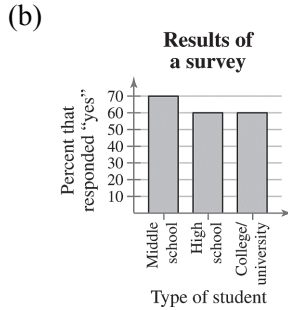 (b)
Results of
a survey
Percent that
responded “yes”
70
60
50
40
30
20
10
Middle
school
High
school
College/
university
Type of student